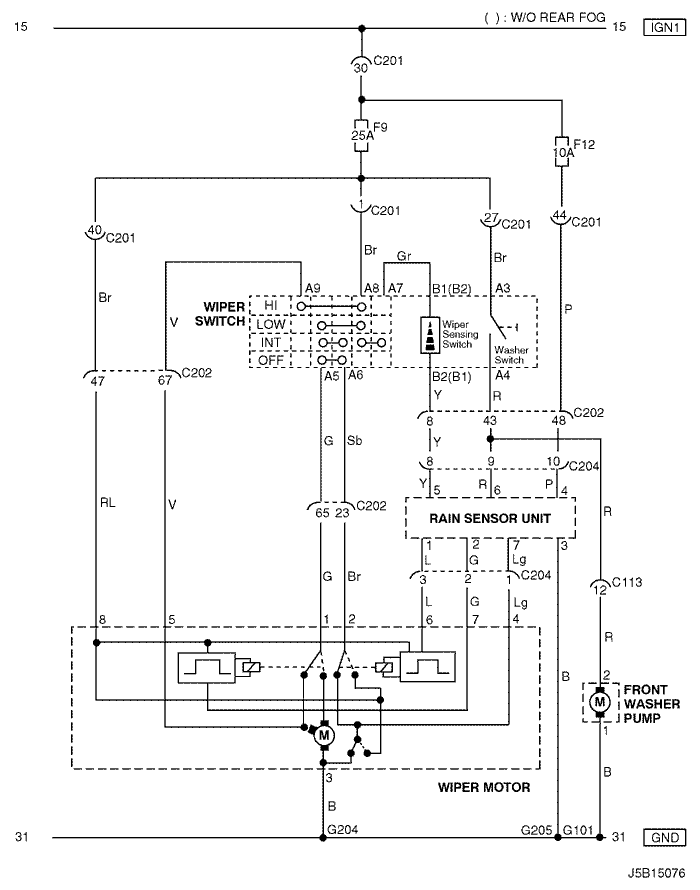 ( ) : W/O REAR FOG
15 15 IGN1
30 C201
25A F9
10A F12
40 C201
1 C201
27 C201
44 C201
Br V Br Gr Br P
A9 A8 A7 B1(B2) A3
WIPER SWITCH
HI
LOW
INT
OFF
Wiper Sensing Switch
Washer Switch
A5 A6 B2(B1) A4
47 67 C202
Y R
8 43 48 C202
G Sb Y
8 9 10 C204
Y 5 R 6 P 4
65 23 C202
RAIN SENSOR UNIT
RL V R
1 2 7 3
L G Lg
3 2 1 C204
G Br L G Lg
12 C113
8 5 1 2 6 7 4
R
B
2
M
FRONT WASHER PUMP
1
M
3
WIPER MOTOR
B B
31 G204 G205 G101 31 GND
J5B15076